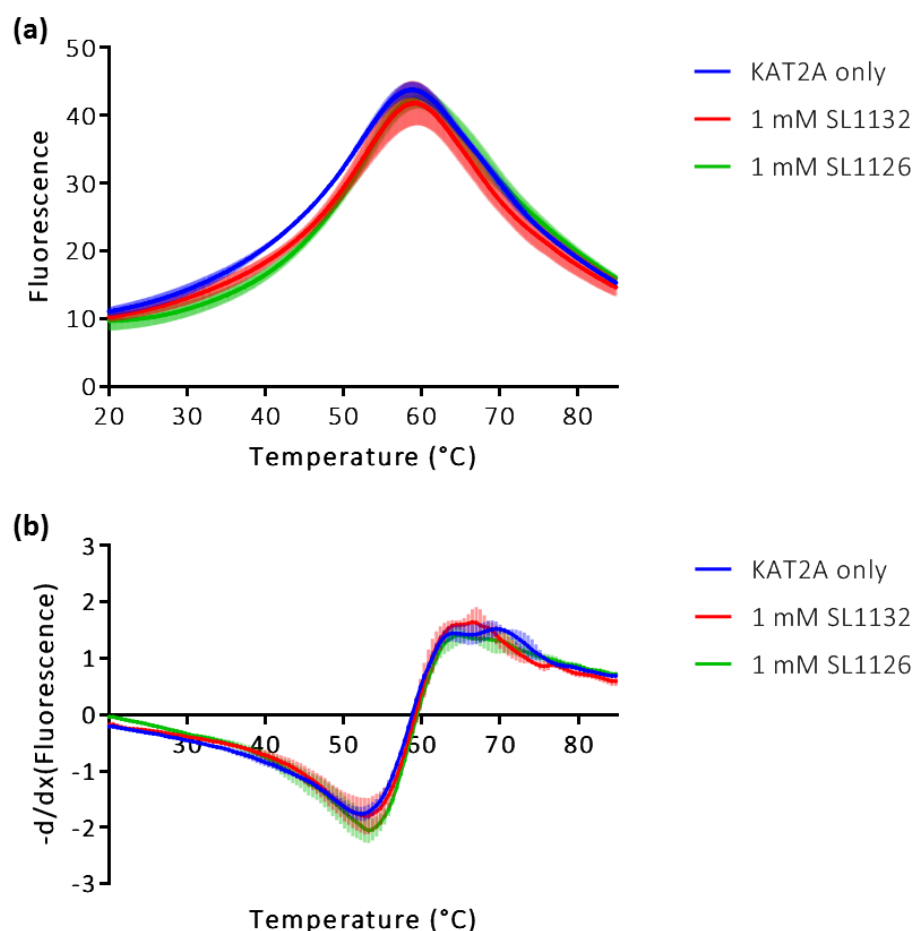 (a)
50
40
30
20
10
0
Fluorescence
20 30 40 50 60 70 80
Temperature (°C)
KAT2A only
1 mM SL1132
1 mM SL1126
(b)
3
2
1
0
-1
-2
-3
-d/dx(Fluorescence)
30 40 50 60 70 80
Temperature (°C)
KAT2A only
1 mM SL1132
1 mM SL1126